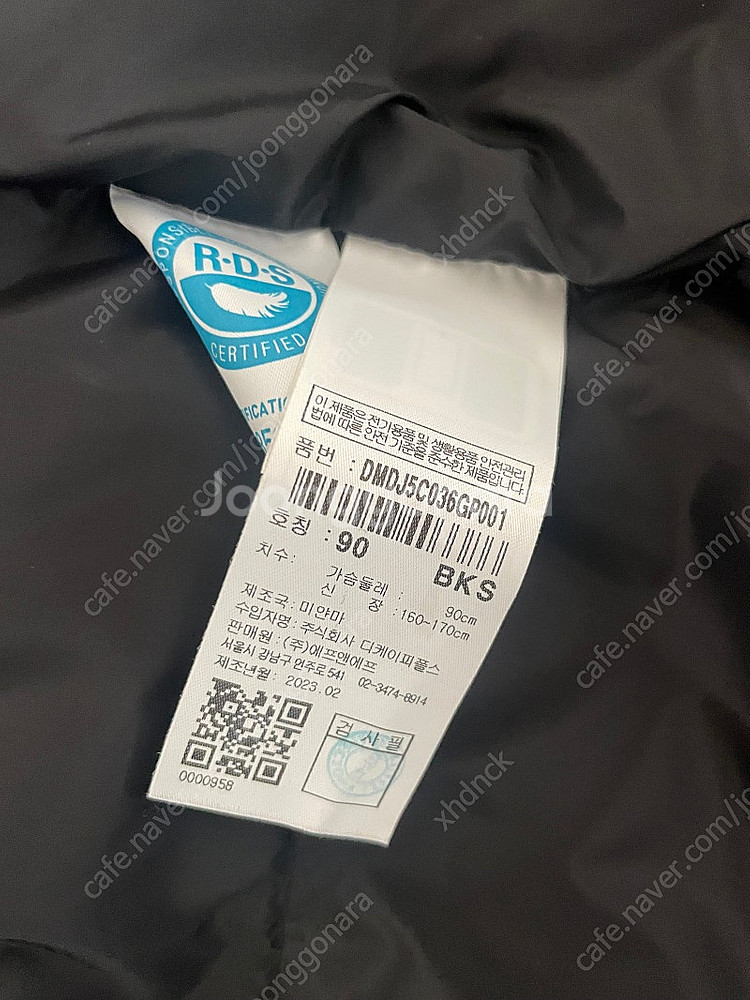 R·D·S
CERTIFIED
이 제품은 전기용품 및 생활용품 안전관리
법에 따른 안전 기준을 준수한 제품입니다.
품번 : DMDJ5C036GP001
호칭 : 90
BKS
치수 :
가슴둘레 : 90cm
신 장 : 160-170cm
제조국 : 미얀마
수입자명 : 주식회사 디케이피플스
판매원 : (주)에프앤에프
서울시 강남구 언주로 541 02-3474-8914
제조년월 : 2023.02
검사필
0000958
cafe.naver.com/joonggonara
xhdnck